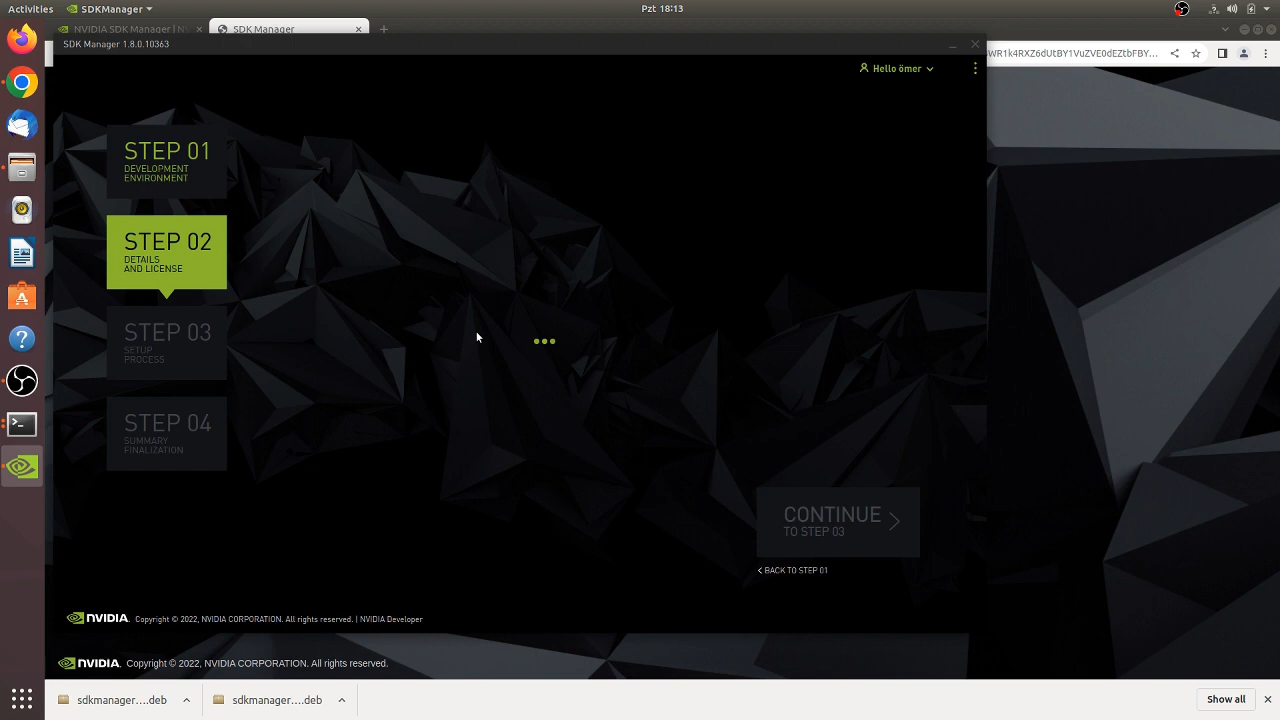 Activities
SDKManager
Pzt 18:13
NVIDIA SDK Manager | N
SDK Manager
SDK Manager 1.8.0.10363
WR1k4RXZ6dUtBY1VuZVE0dEZtbFBY...
Hello ömer
STEP 01
DEVELOPMENT
ENVIRONMENT
STEP 02
DETAILS
AND LICENSE
STEP 03
SETUP
PROCESS
STEP 04
SUMMARY
FINALIZATION
CONTINUE
TO STEP 03
BACK TO STEP 01
NVIDIA. Copyright © 2022, NVIDIA CORPORATION. All rights reserved. | NVIDIA Developer
NVIDIA. Copyright © 2022, NVIDIA CORPORATION. All rights reserved.
sdkmanager....deb
sdkmanager....deb
Show all